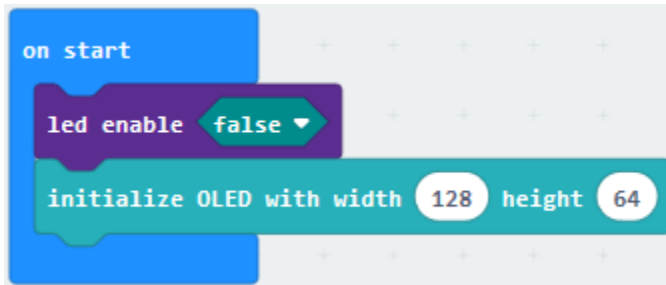 on start
led enable false
initialize OLED with width 128 height 64